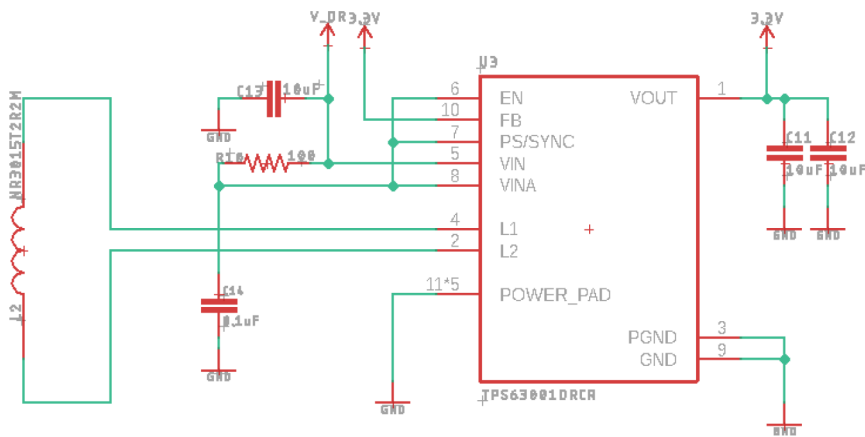 V_DR 3.3V
3.3V
U3
C13 10uF
GND
R10 100
6 EN
10 FB
7 PS/SYNC
5 VIN
8 VINA
4 L1
2 L2
11*5 POWER_PAD
VOUT 1
PGND 3
GND 9
C11
10uF
C12
10uF
GND
GND
NR3015T2R2M
L2
C14
0.1uF
GND
GND
TPS63001DRCR
GND